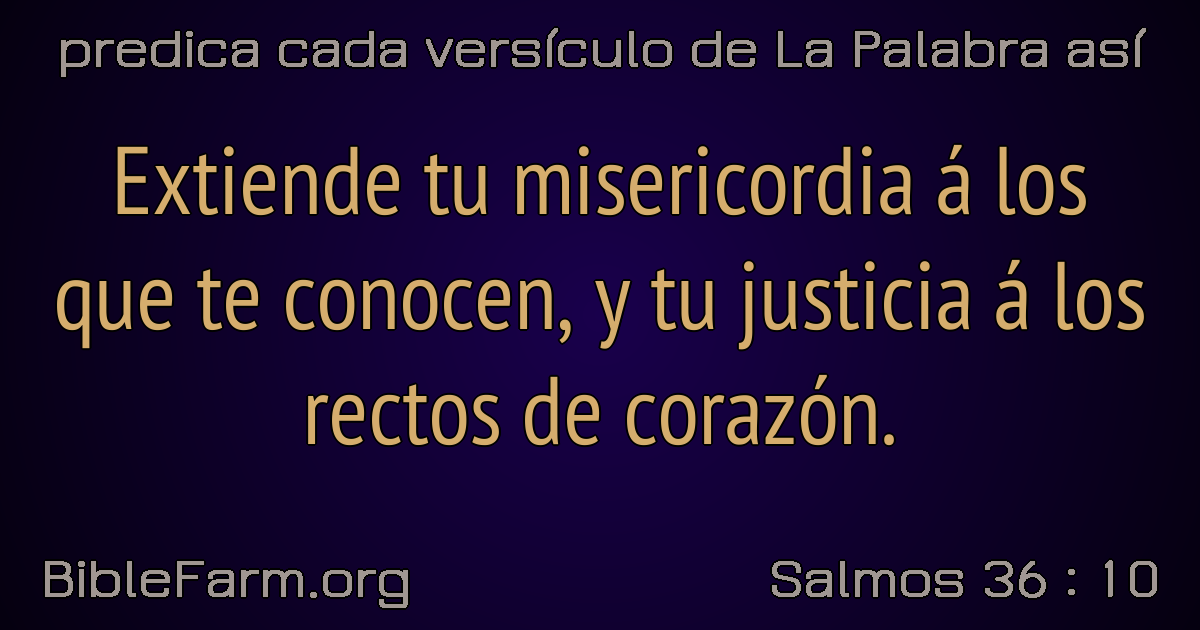 predica cada versículo de La Palabra así
Extiende tu misericordia á los
que te conocen, y tu justicia á los
rectos de corazón.
BibleFarm.org
Salmos 36 : 10